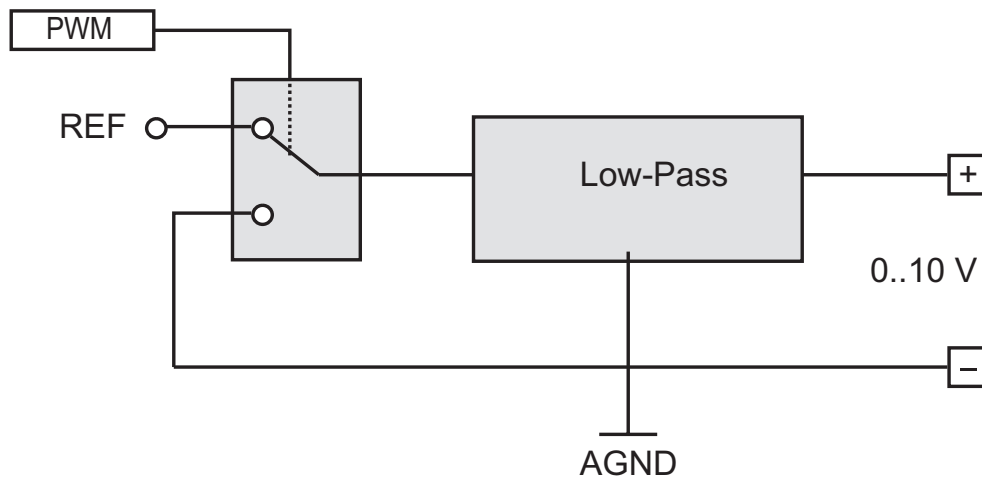 PWM
REF
Low-Pass
+
0..10 V
−
AGND